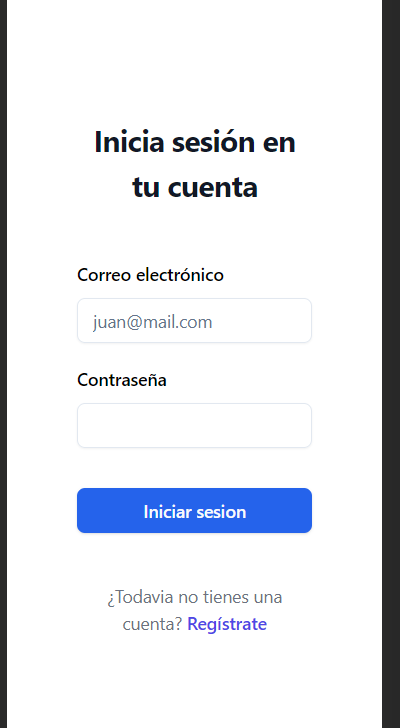 Inicia sesión en
tu cuenta
Correo electrónico
juan@mail.com
Contraseña
Iniciar sesion
¿Todavia no tienes una
cuenta? Regístrate